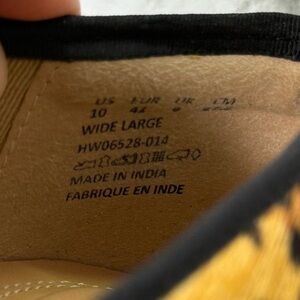 US EUR UK CM
10 42
WIDE LARGE
HW06528-014
MADE IN INDIA
FABRIQUE EN INDE